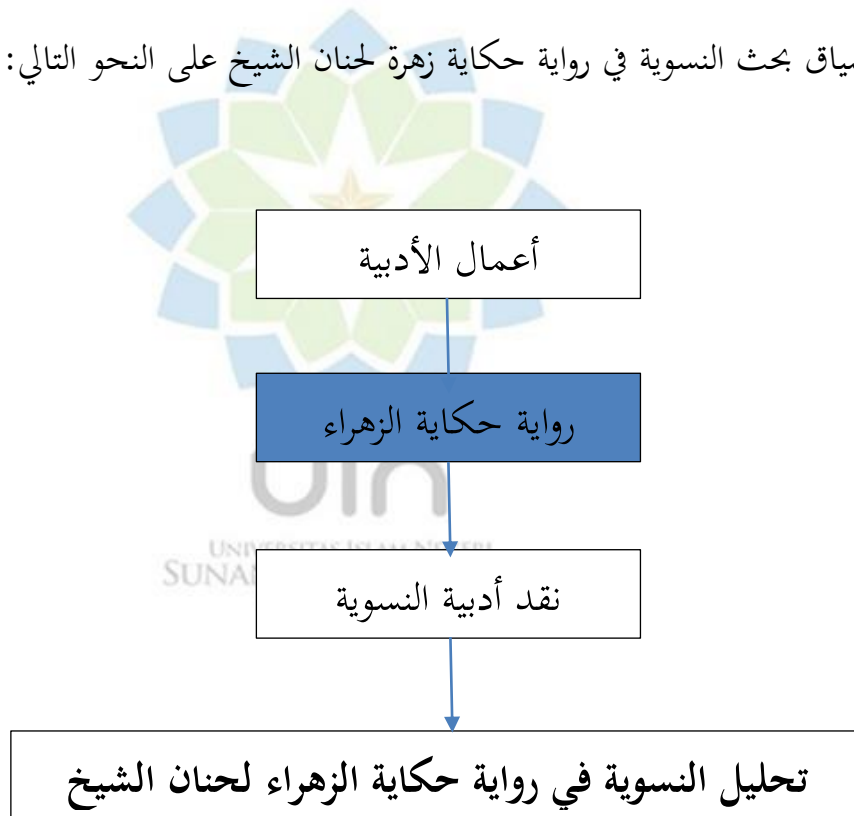 سياق بحث النسوية في رواية حكاية زهرة لحنان الشيخ على النحو التالي:
أعمال الأدبية
رواية حكاية الزهراء
نقد أدبية النسوية
تحليل النسوية في رواية حكاية الزهراء لحنان الشيخ